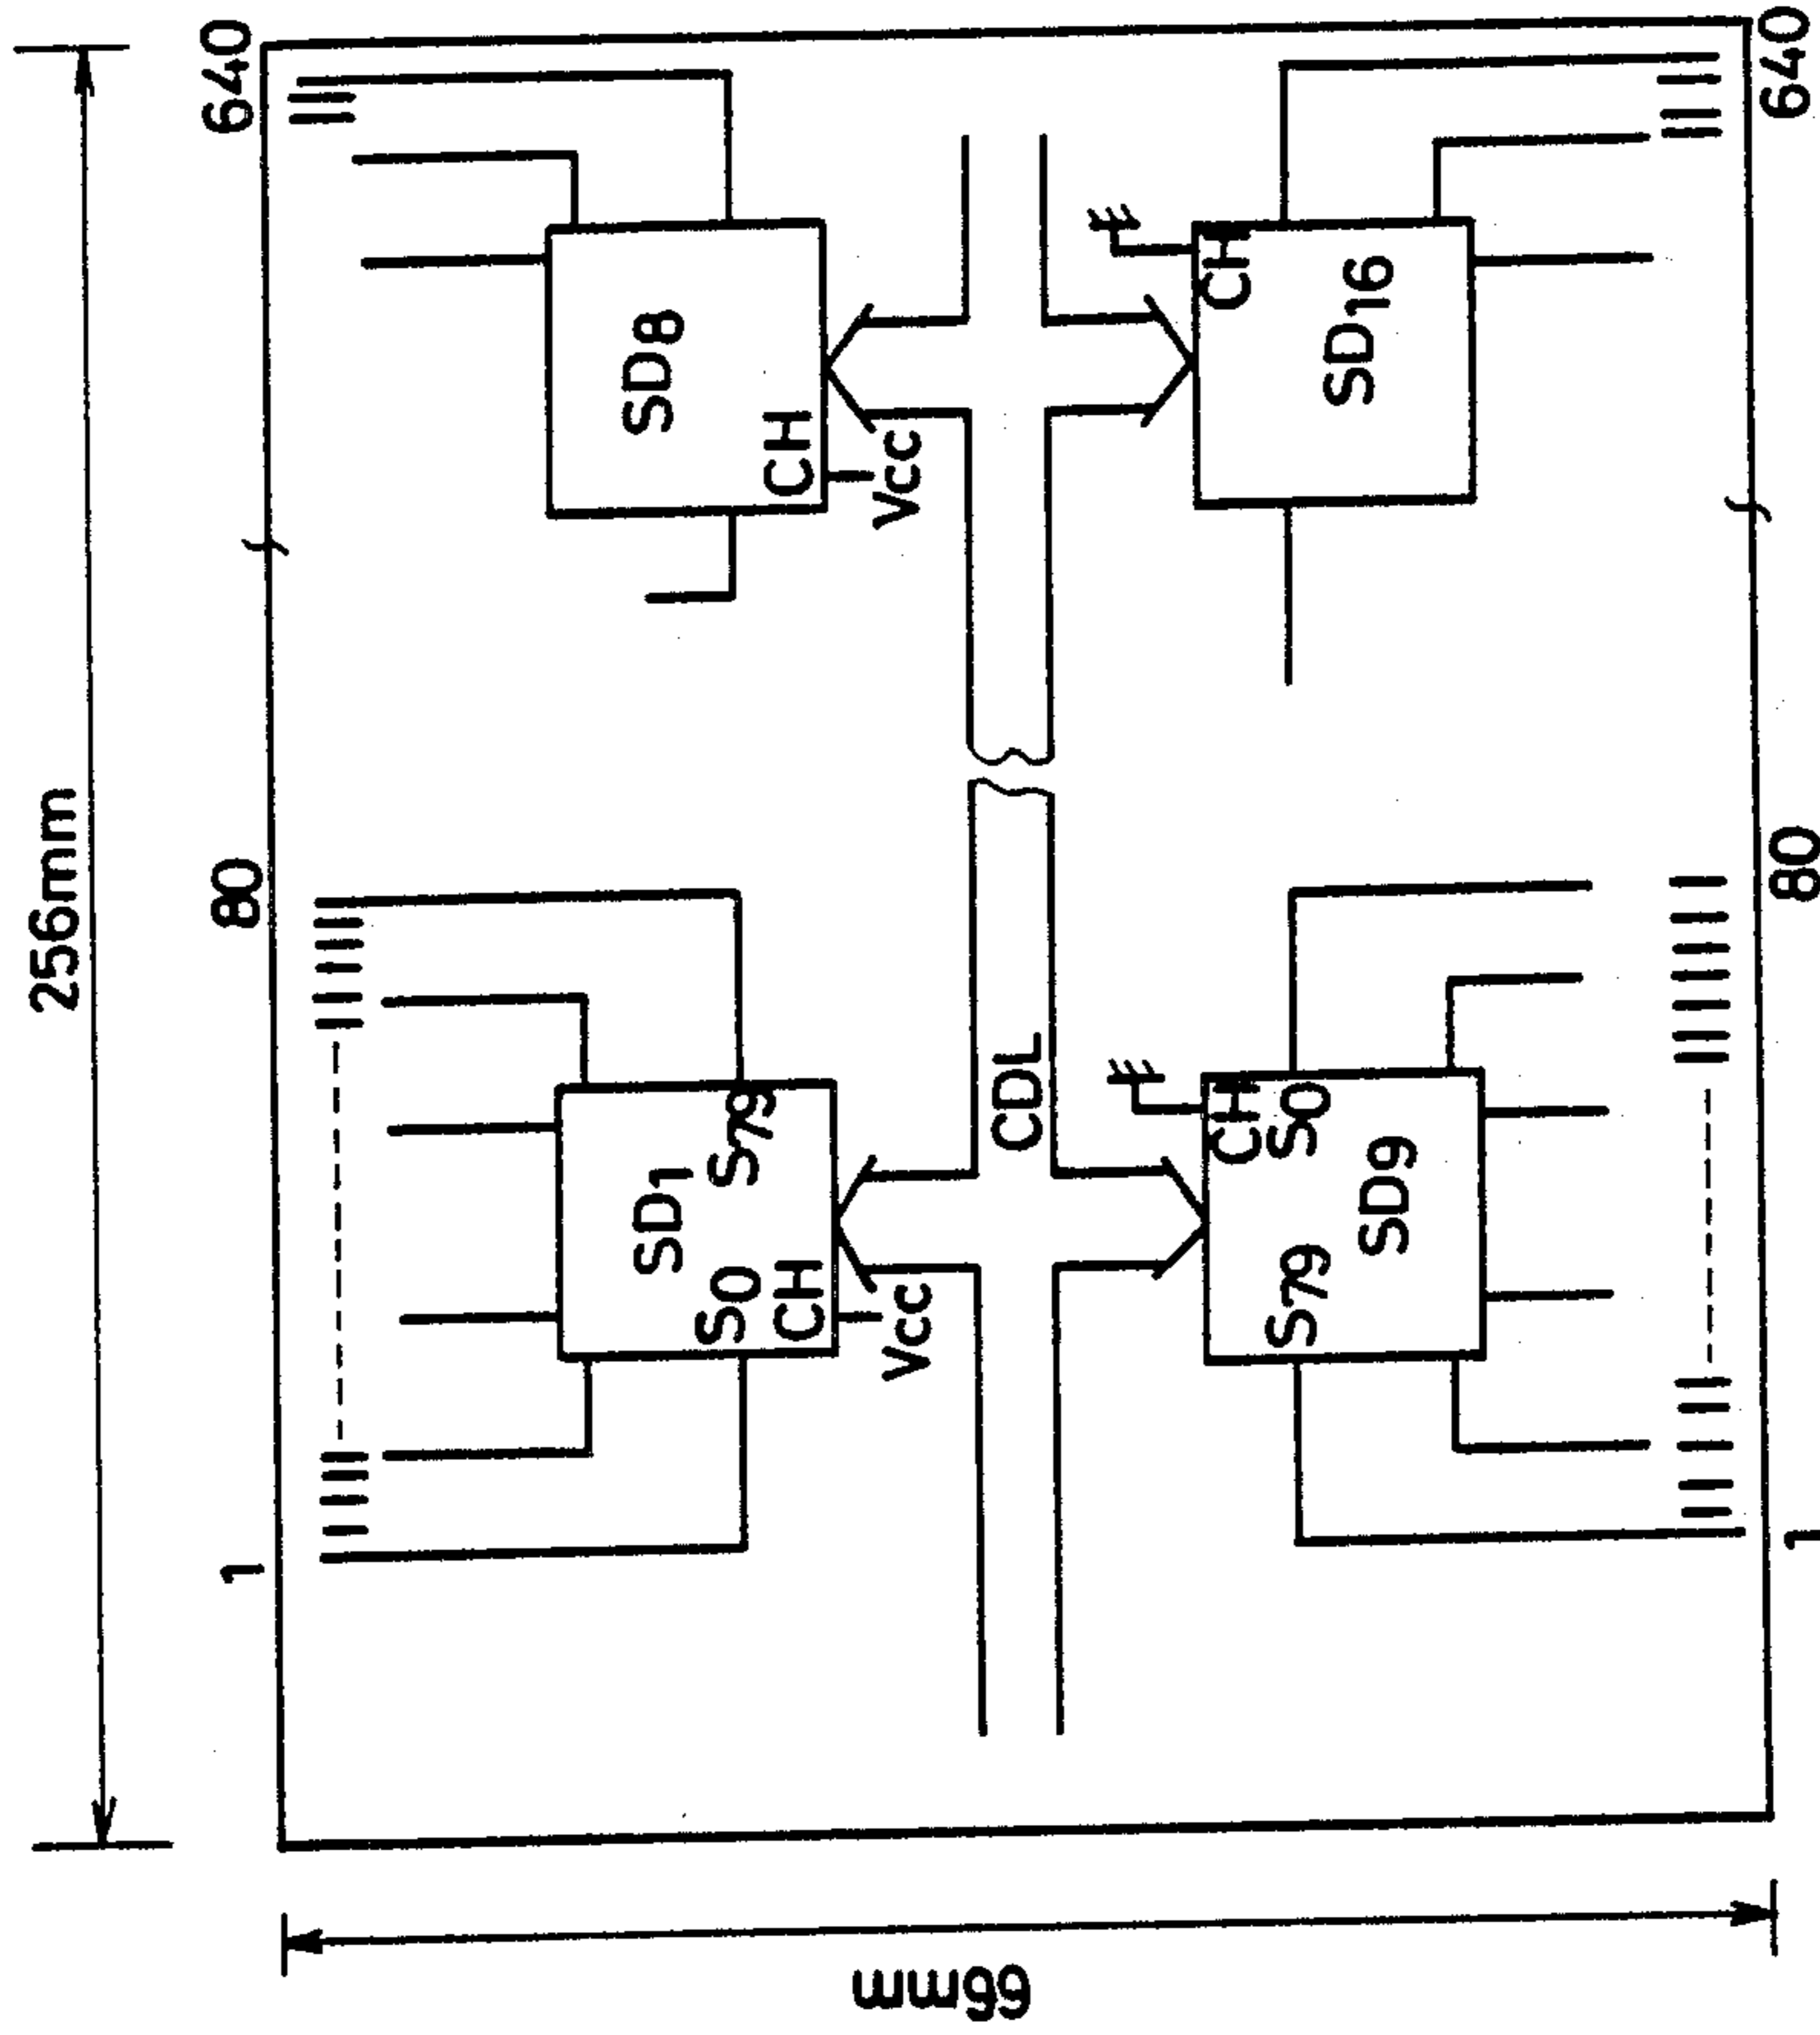 256mm
1 80 640
66mm
SD1 SD8
S0 S79
CH CH
Vcc Vcc
CDL
CH CH
S79 S0
SD9 SD16
1 80 640